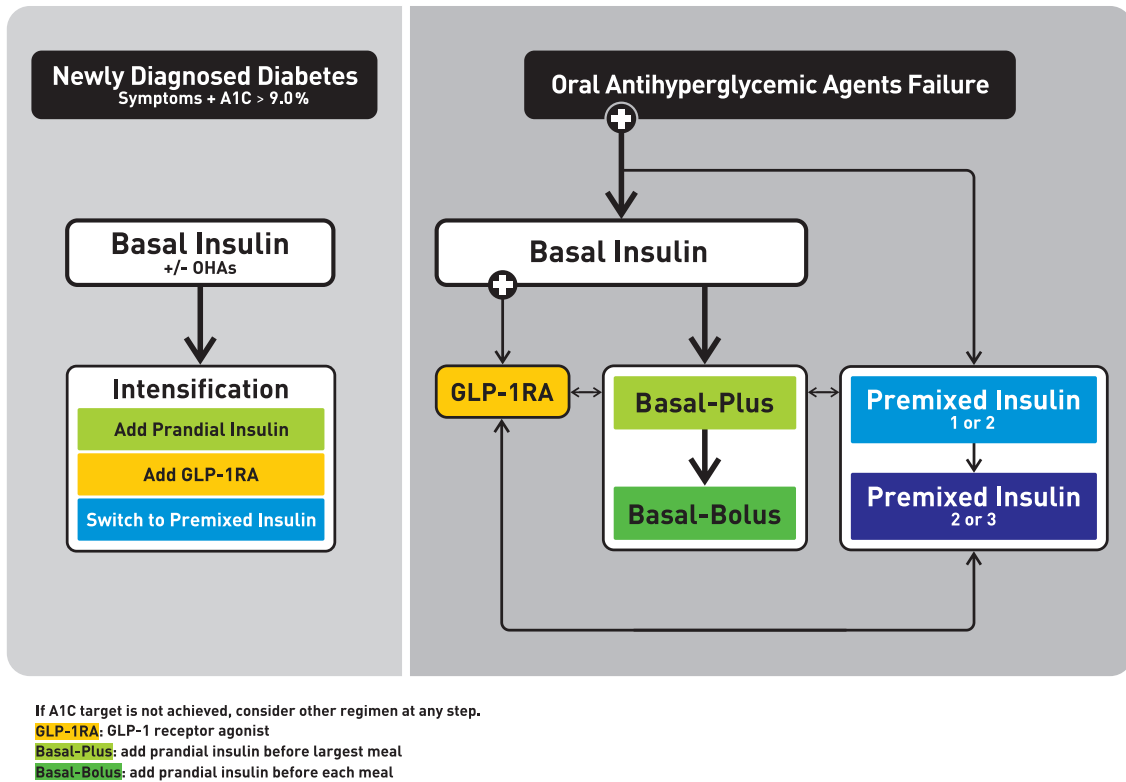 Newly Diagnosed Diabetes
Symptoms + A1C > 9.0%
Basal Insulin
+/- OHAs
Intensification
Add Prandial Insulin
Add GLP-1RA
Switch to Premixed Insulin
Oral Antihyperglycemic Agents Failure
Basal Insulin
GLP-1RA
Basal-Plus
Basal-Bolus
Premixed Insulin
1 or 2
Premixed Insulin
2 or 3
If A1C target is not achieved, consider other regimen at any step.
GLP-1RA: GLP-1 receptor agonist
Basal-Plus: add prandial insulin before largest meal
Basal-Bolus: add prandial insulin before each meal